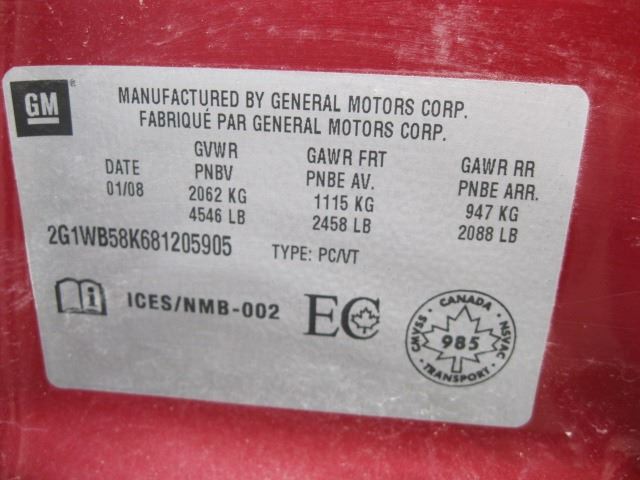 GM ®
MANUFACTURED BY GENERAL MOTORS CORP.
FABRIQUÉ PAR GENERAL MOTORS CORP.
DATE
01/08
GVWR
PNBV
2062 KG
4546 LB
GAWR FRT
PNBE AV.
1115 KG
2458 LB
GAWR RR
PNBE ARR.
947 KG
2088 LB
2G1WB58K681205905
TYPE: PC/VT
i
ICES/NMB-002
EC
CANADA
CMVSS
NSVAC
985
TRANSPORT